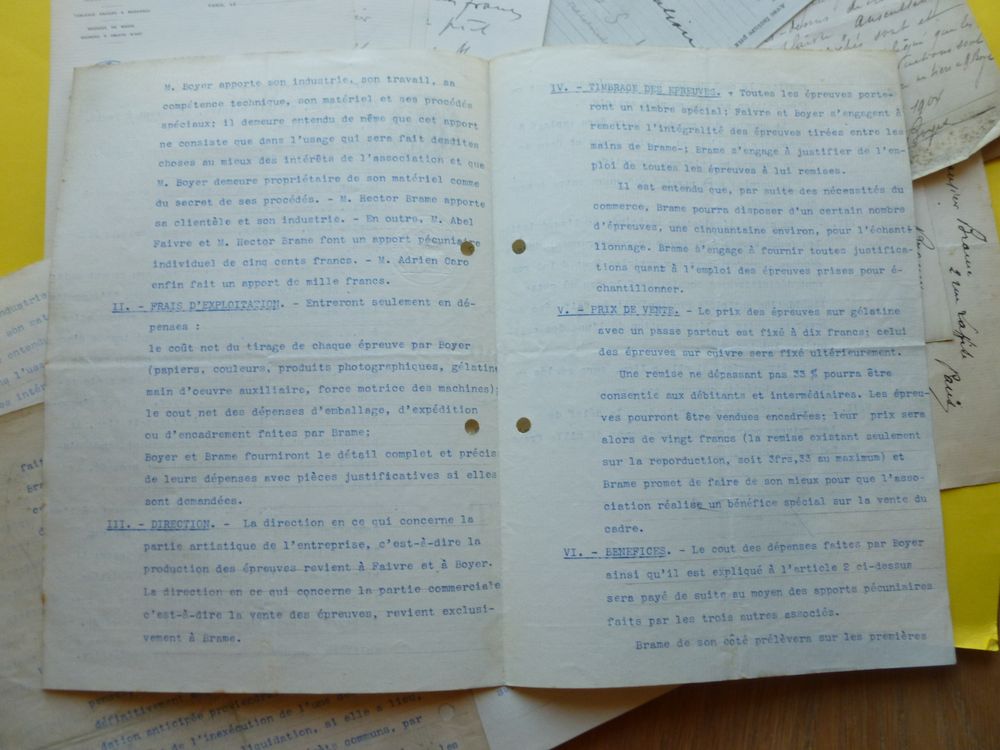 M. Boyer apporte son industrie, son travail, sa
compétence technique, son matériel et ses procédés
spéciaux; il demeure entendu de même que cet apport
ne consiste que dans l'usage qui sera fait desdites
choses au mieux des intérêts de l'association et que
M. Boyer demeure propriétaire de son matériel comme
du secret de ses procédés. - M. Hector Brame apporte
sa clientèle et son industrie. - En outre, M. Abel
Faivre et M. Hector Brame font un apport pécuniaire
individuel de cinq cents francs. - M. Adrien Caro
enfin fait un apport de mille francs.
II. - FRAIS D'EXPLOITATION. - Entreront seulement en dé-
penses :
le coût net du tirage de chaque épreuve par Boyer
(papiers, couleurs, produits photographiques, gélatine
main d'oeuvre auxiliaire, force motrice des machines);
le cout net des dépenses d'emballage, d'expédition
ou d'encadrement faites par Brame;
Boyer et Brame fourniront le détail complet et précis
de leurs dépenses avec pièces justificatives si elles
sont demandées.
III. - DIRECTION. - La direction en ce qui concerne la
partie artistique de l'entreprise, c'est-à-dire la
production des épreuves revient à Faivre et à Boyer.
La direction en ce qui concerne la partie commerciale
c'est-à-dire la vente des épreuves, revient exclusi-
vement à Brame.
IV. - TIMBRAGE DES EPREUVES. - Toutes les épreuves porte-
ront un timbre spécial; Faivre et Boyer s'engagent à
remettre l'intégralité des épreuves tirées entre les
mains de Brame-; Brame s'engage à justifier de l'em-
ploi de toutes les épreuves à lui remises.
Il est entendu que, par suite des nécessités du
commerce, Brame pourra disposer d'un certain nombre
d'épreuves, une cinquantaine environ, pour l'échant-
llonnage. Brame s'engage à fournir toutes justifica-
tions quant à l'emploi des épreuves prises pour é-
chantillonner.
V. - PRIX DE VENTE. - Le prix des épreuves sur gélatine
avec un passe partout est fixé à dix francs; celui
des épreuves sur cuivre sera fixé ultérieurement.
Une remise ne dépassant pas 33 % pourra être
consentie aux débitants et intermédiaires. Les épreu-
ves pourront être vendues encadrées: leur prix sera
alors de vingt francs (la remise existant seulement
sur la reporduction, soit 3frs,33 au maximum) et
Brame promet de faire de son mieux pour que l'asso-
ciation réalise un bénéfice spécial sur la vente du
cadre.
VI. - BENEFICES. - Le cout des dépenses faites par Boyer
ainsi qu'il est expliqué à l'article 2 ci-dessus
sera payé de suite au moyen des apports pécuniaires
faits par les trois autres associés.
Brame de son côté prélèvera sur les premières
Brame
Paris
1904
définitivement
de l'inexécution de l'une
liquidation, si elle a lieu,
communs, par